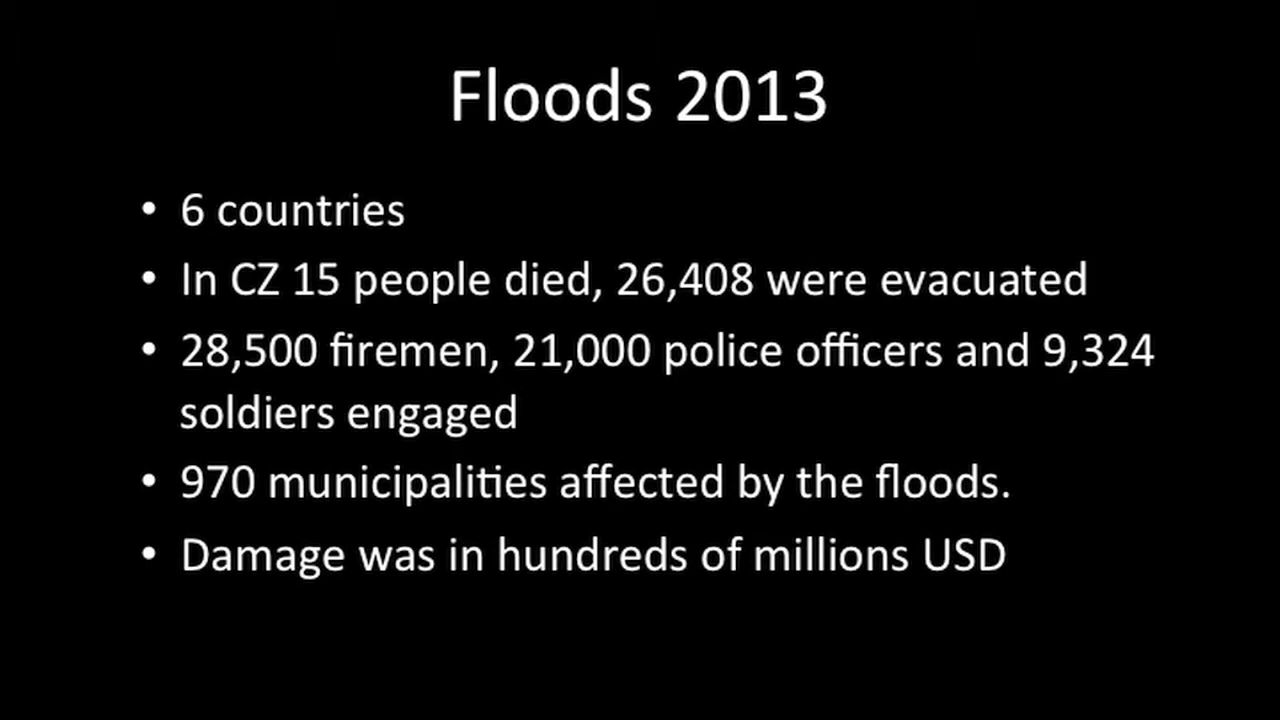 Floods 2013
• 6 countries
• In CZ 15 people died, 26,408 were evacuated
• 28,500 firemen, 21,000 police officers and 9,324
soldiers engaged
• 970 municipalities affected by the floods.
• Damage was in hundreds of millions USD